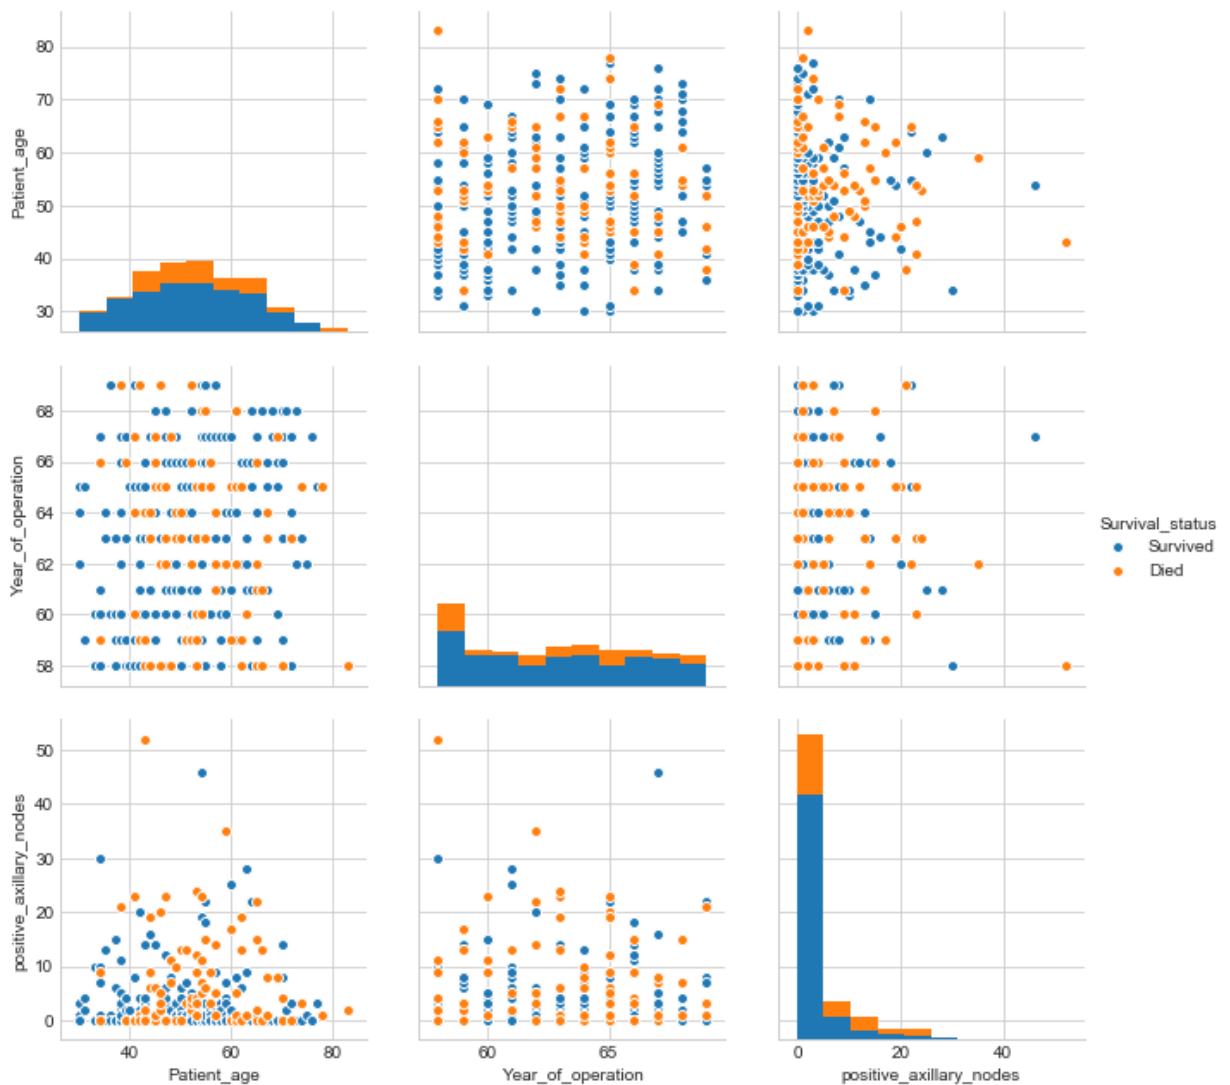 80
70
60
50
40
30
Patient_age
68
66
64
62
60
58
Year_of_operation
Survival_status
Survived
Died
50
40
30
20
10
0
positive_axillary_nodes
40 60 80
Patient_age
60 65
Year_of_operation
0 20 40
positive_axillary_nodes